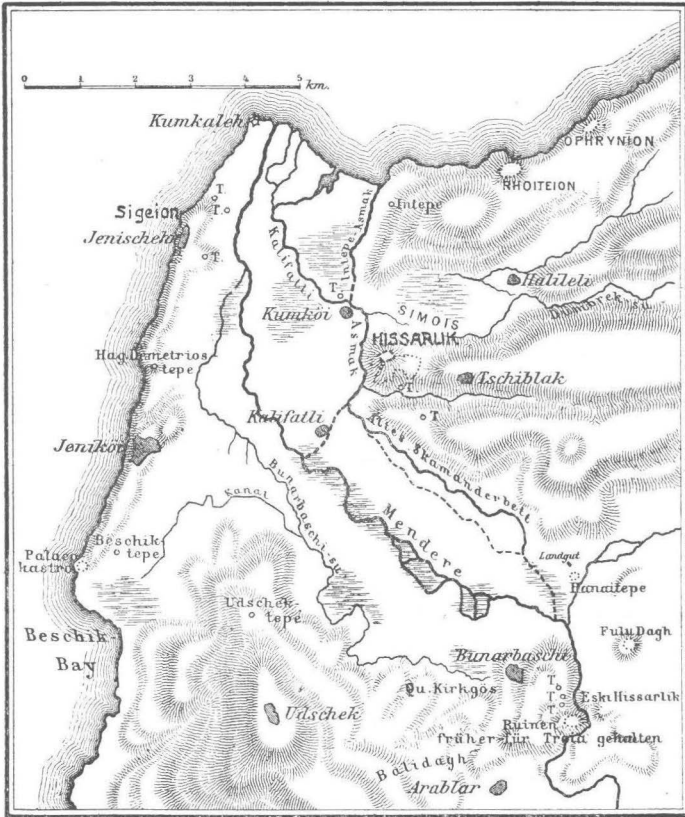 0 1 2 3 4 5 km.
Kumkaleh
OPHRYNION
RHOITEION
T.
T.
Sigeion
Jenischehr
T.
Intepe
Kalifatli
Intepe-Asmak
T.
Kumköi
Asmak
SIMOIS
Halileli
Dumbrek-su
HISSARLIK
T.
Tschiblak
T.
Hag. Demetrios
tepe
Jeniköi
Kalifatli
Altes Skamanderbett
Bunarbaschi-su
Kanal
Mendere
Palaeo
kastro
Beschik
tepe
Landgut
Hanaitepe
Beschik-
Bay
Udschek
tepe
Fulu Dagh
Bunarbaschi
Qu. Kirkgös
T.
T.
T.
Eski Hissarlik
Udschek
Ruinen
früher für Troia gehalten
Balidagh
Arablar